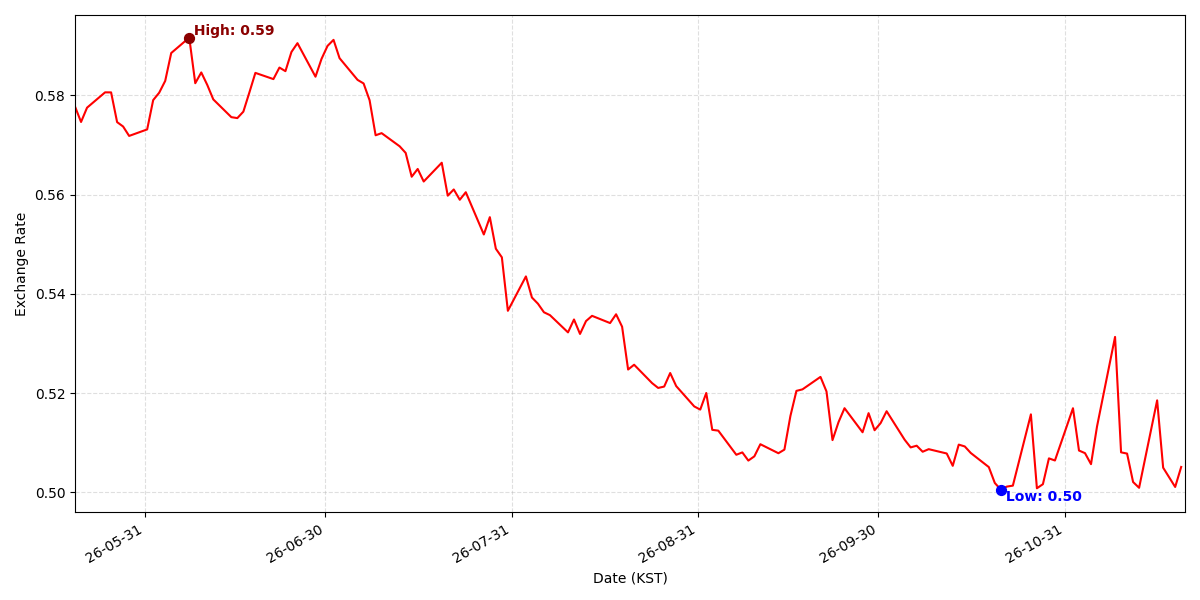 High: 0.59
0.58
0.56
0.54
0.52
0.50
Exchange Rate
Low: 0.50
26-05-31
26-06-30
26-07-31
26-08-31
26-09-30
26-10-31
Date (KST)